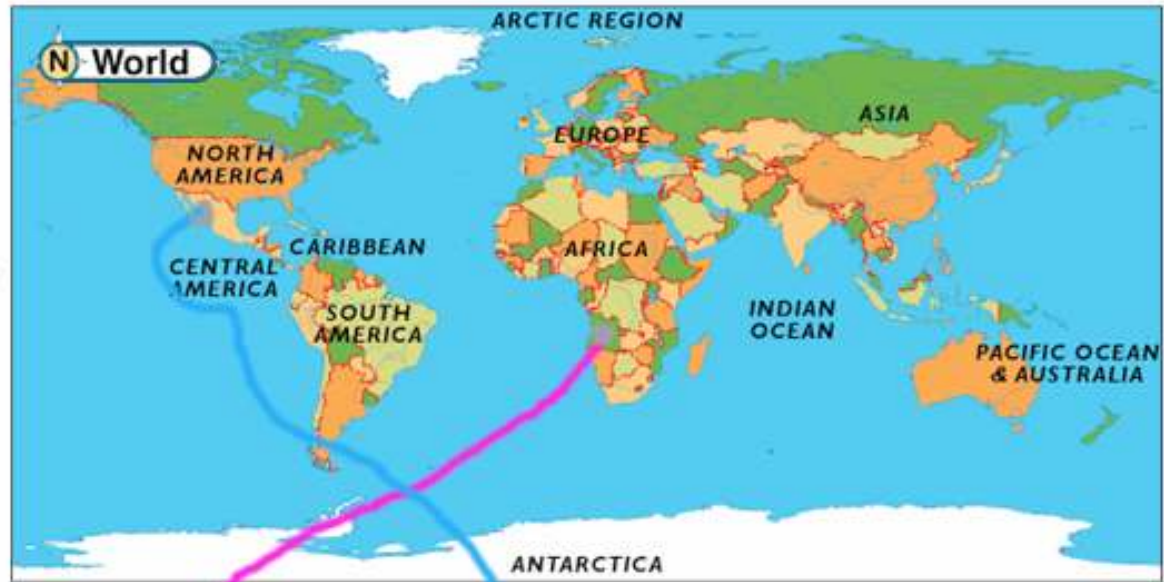 ARCTIC REGION
N World
ASIA
EUROPE
NORTH
AMERICA
CARIBBEAN
AFRICA
CENTRAL
AMERICA
SOUTH
AMERICA
INDIAN
OCEAN
PACIFIC OCEAN
& AUSTRALIA
ANTARCTICA